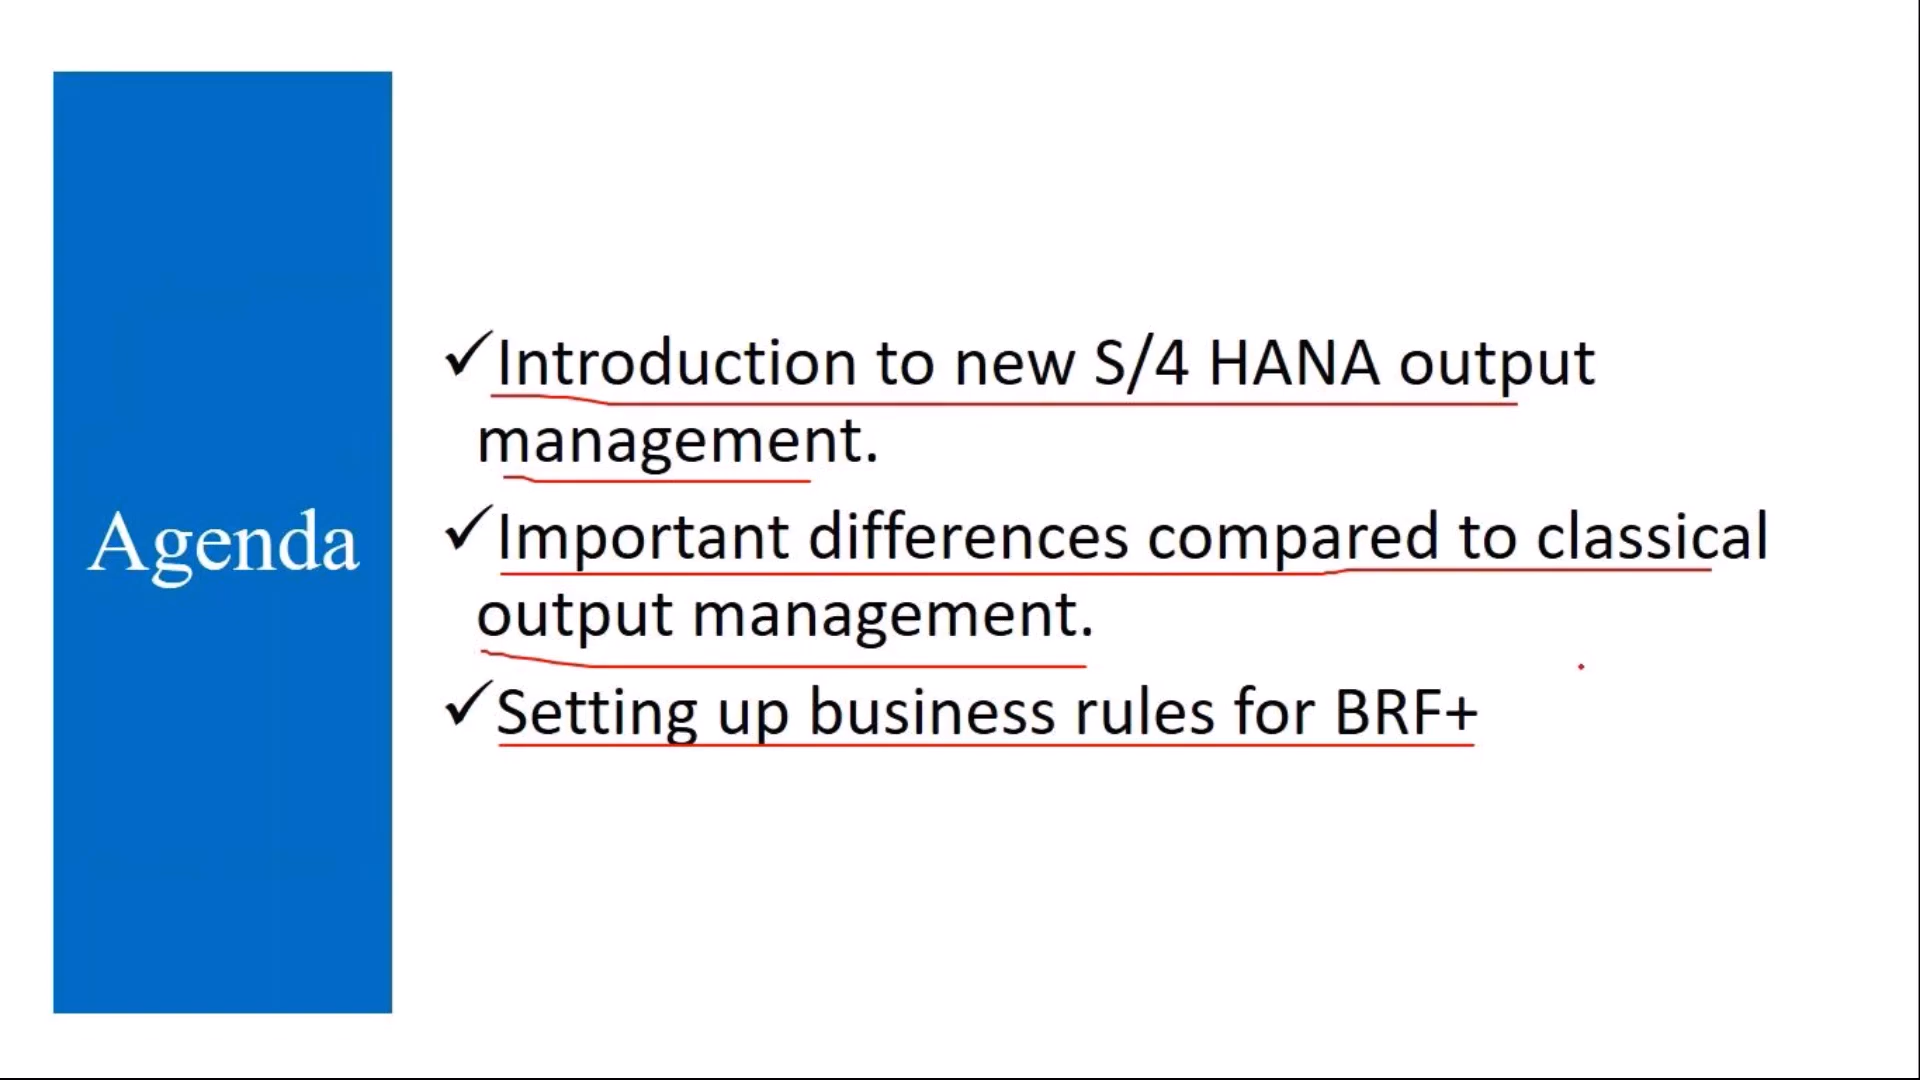 Agenda
✓Introduction to new S/4 HANA output
management.
✓Important differences compared to classical
output management.
✓Setting up business rules for BRF+